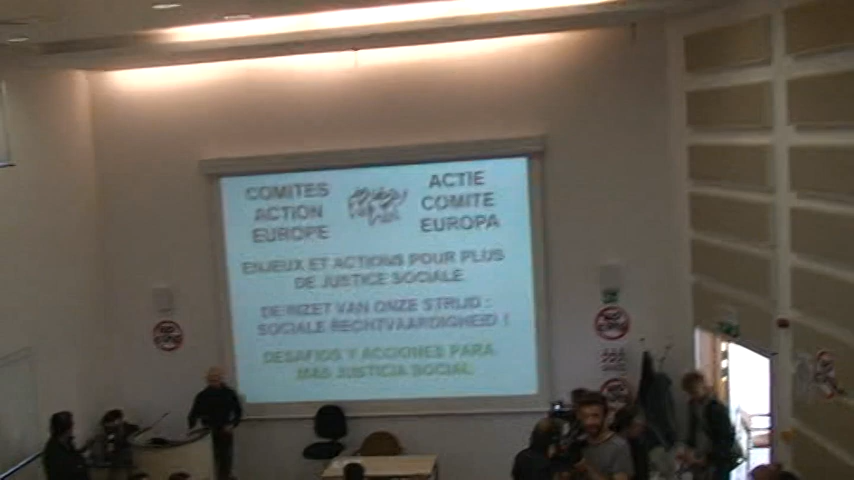 COMITES
ACTION
EUROPE
ACTIE
COMITE
EUROPA
ENJEUX ET ACTIONS POUR PLUS
DE JUSTICE SOCIALE
DE INZET VAN ONZE STRIJD :
SOCIALE RECHTVAARDIGHEID !
DESAFIOS Y ACCIONES PARA
MAS JUSTICIA SOCIAL